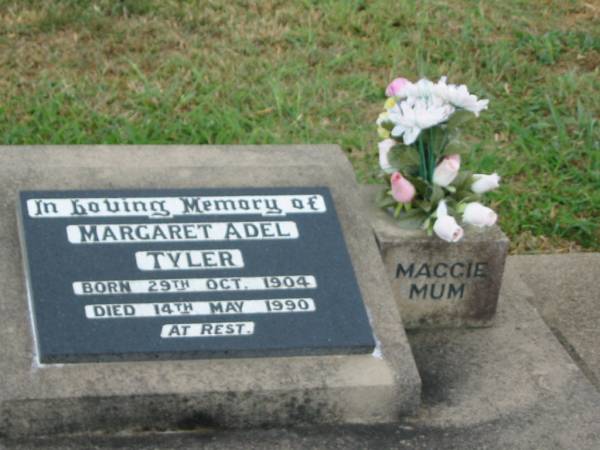 In Loving Memory of
MARGARET ADEL
TYLER
BORN 29TH OCT. 1904
DIED 14TH MAY 1990
AT REST.
MAGGIE
MUM